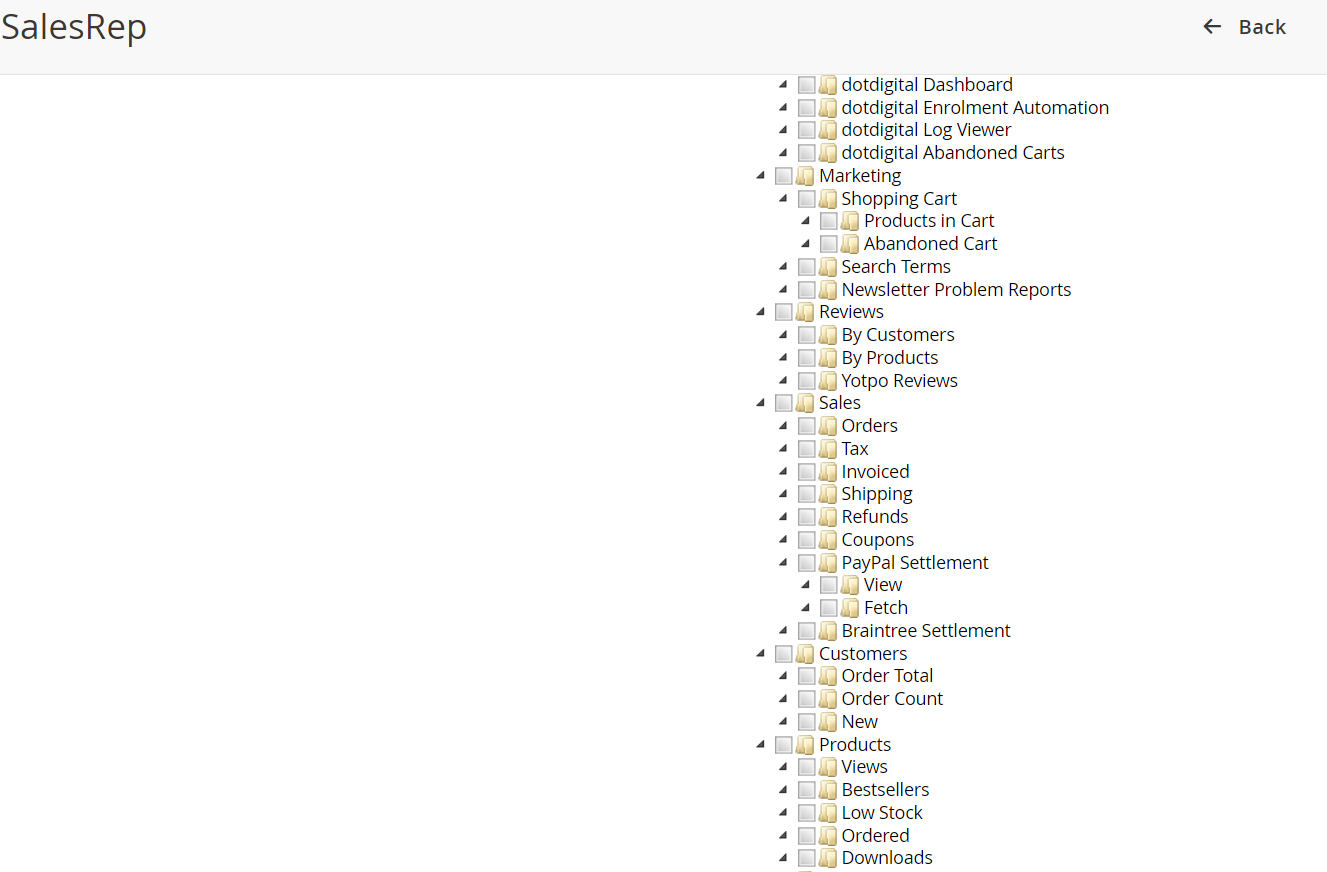 SalesRep
Back
dotdigital Dashboard
dotdigital Enrolment Automation
dotdigital Log Viewer
dotdigital Abandoned Carts
Marketing
Shopping Cart
Products in Cart
Abandoned Cart
Search Terms
Newsletter Problem Reports
Reviews
By Customers
By Products
Yotpo Reviews
Sales
Orders
Tax
Invoiced
Shipping
Refunds
Coupons
PayPal Settlement
View
Fetch
Braintree Settlement
Customers
Order Total
Order Count
New
Products
Views
Bestsellers
Low Stock
Ordered
Downloads